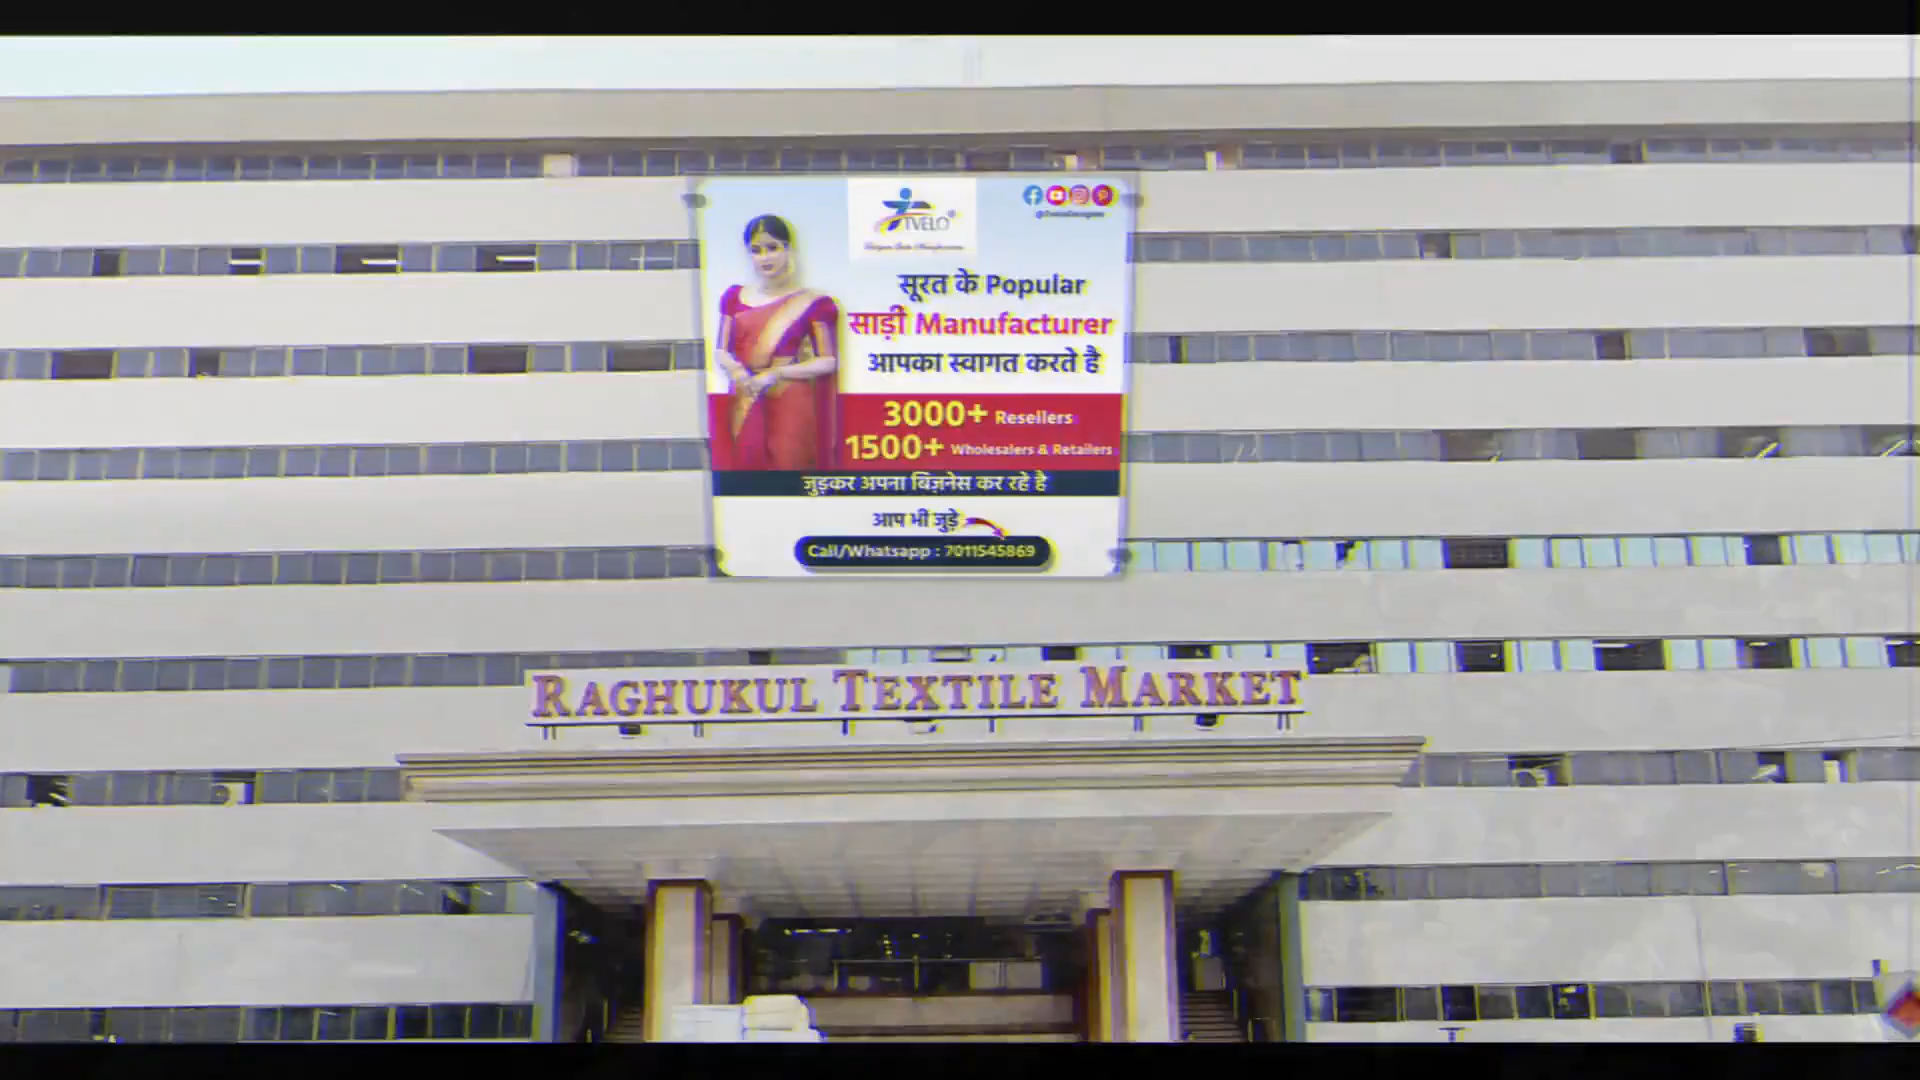 TVELO
सूरत के Popular
साड़ी Manufacturer
आपका स्वागत करते है
3000+ Resellers
1500+ Wholesalers & Retailers
जुड़कर अपना बिज़नेस कर रहे है
आप भी जुड़े
Call/Whatsapp : 7011545869
RAGHUKUL TEXTILE MARKET